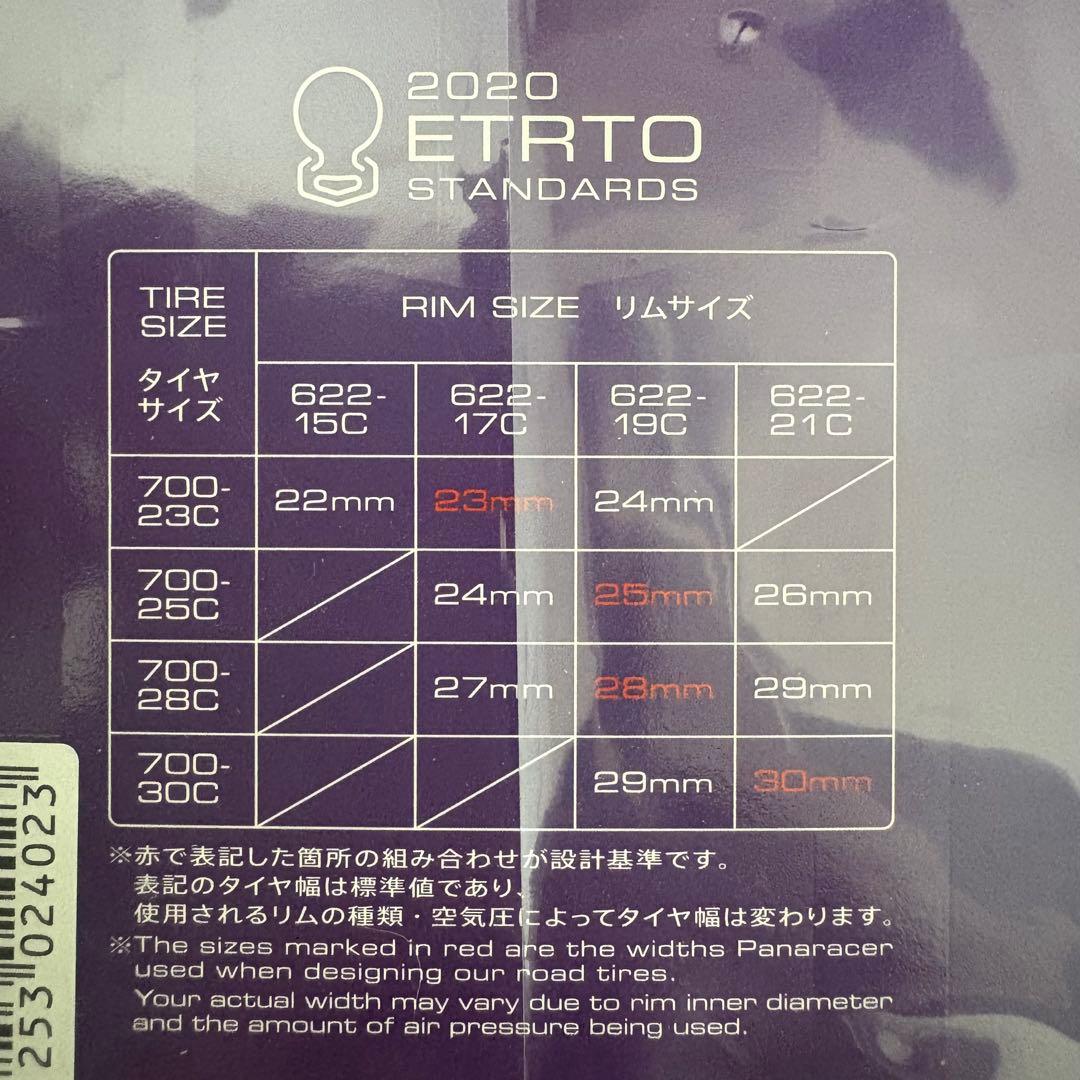 2020
ETRTO
STANDARDS
TIRE
SIZE
タイヤ
サイズ
RIM SIZE リムサイズ
622-
15C
622-
17C
622-
19C
622-
21C
700-
23C
22mm
23mm
24mm
700-
25C
24mm
25mm
26mm
700-
28C
27mm
28mm
29mm
700-
30C
29mm
30mm
※赤で表記した箇所の組み合わせが設計基準です。
表記のタイヤ幅は標準値であり、
使用されるリムの種類・空気圧によってタイヤ幅は変わります。
※The sizes marked in red are the widths Panaracer
used when designing our road tires.
Your actual width may vary due to rim inner diameter
and the amount of air pressure being used.
253 024023